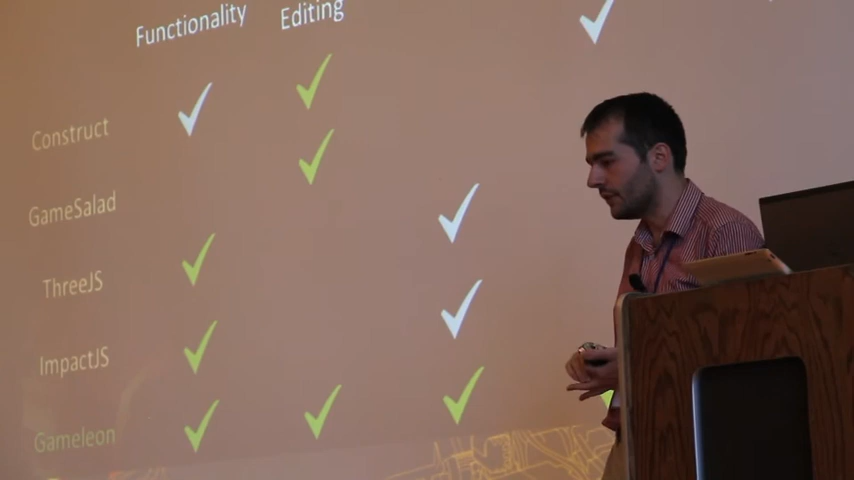 Functionality Editing
Construct
GameSalad
ThreeJS
ImpactJS
Gameleon